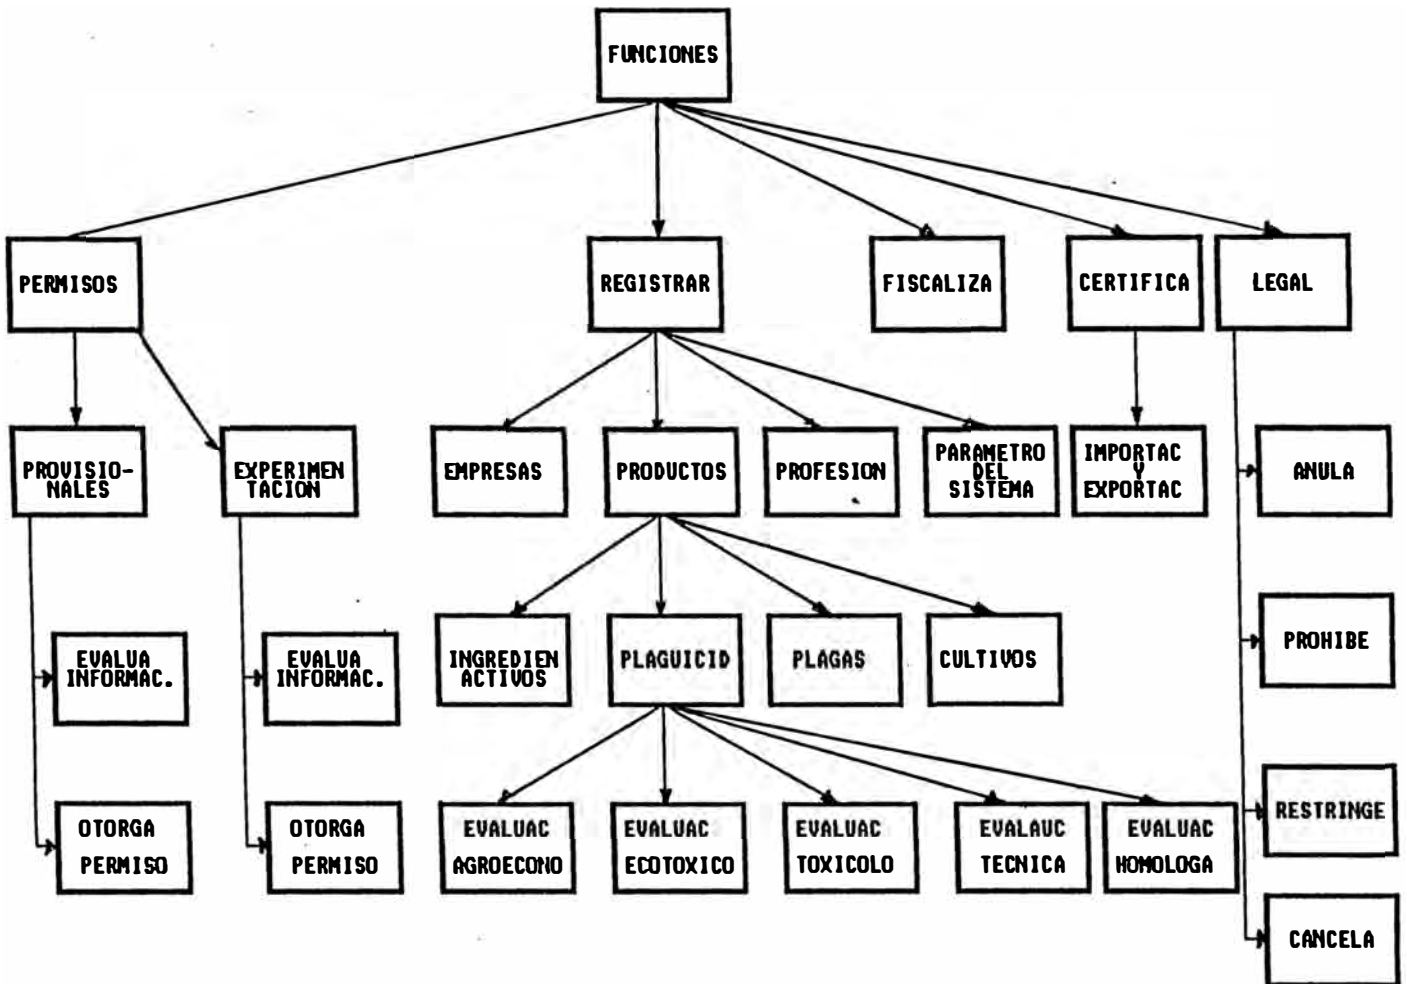 FUNCIONES
PERMISOS
REGISTRAR
FISCALIZA
CERTIFICA
LEGAL
PROVISIO-
NALES
EXPERIMEN
TACION
EMPRESAS
PRODUCTOS
PROFESION
PARAMETRO
DEL
SISTEMA
IMPORTAC
Y
EXPORTAC
ANULA
EVALUA
INFORMAC.
EVALUA
INFORMAC.
INGREDIEN
ACTIVOS
PLAGUICID
PLAGAS
CULTIVOS
PROHIBE
OTORGA
PERMISO
OTORGA
PERMISO
EVALUAC
AGROECONO
EVALUAC
ECOTOXICO
EVALUAC
TOXICOLO
EVALAUC
TECNICA
EVALUAC
HOMOLOGA
RESTRINGE
CANCELA